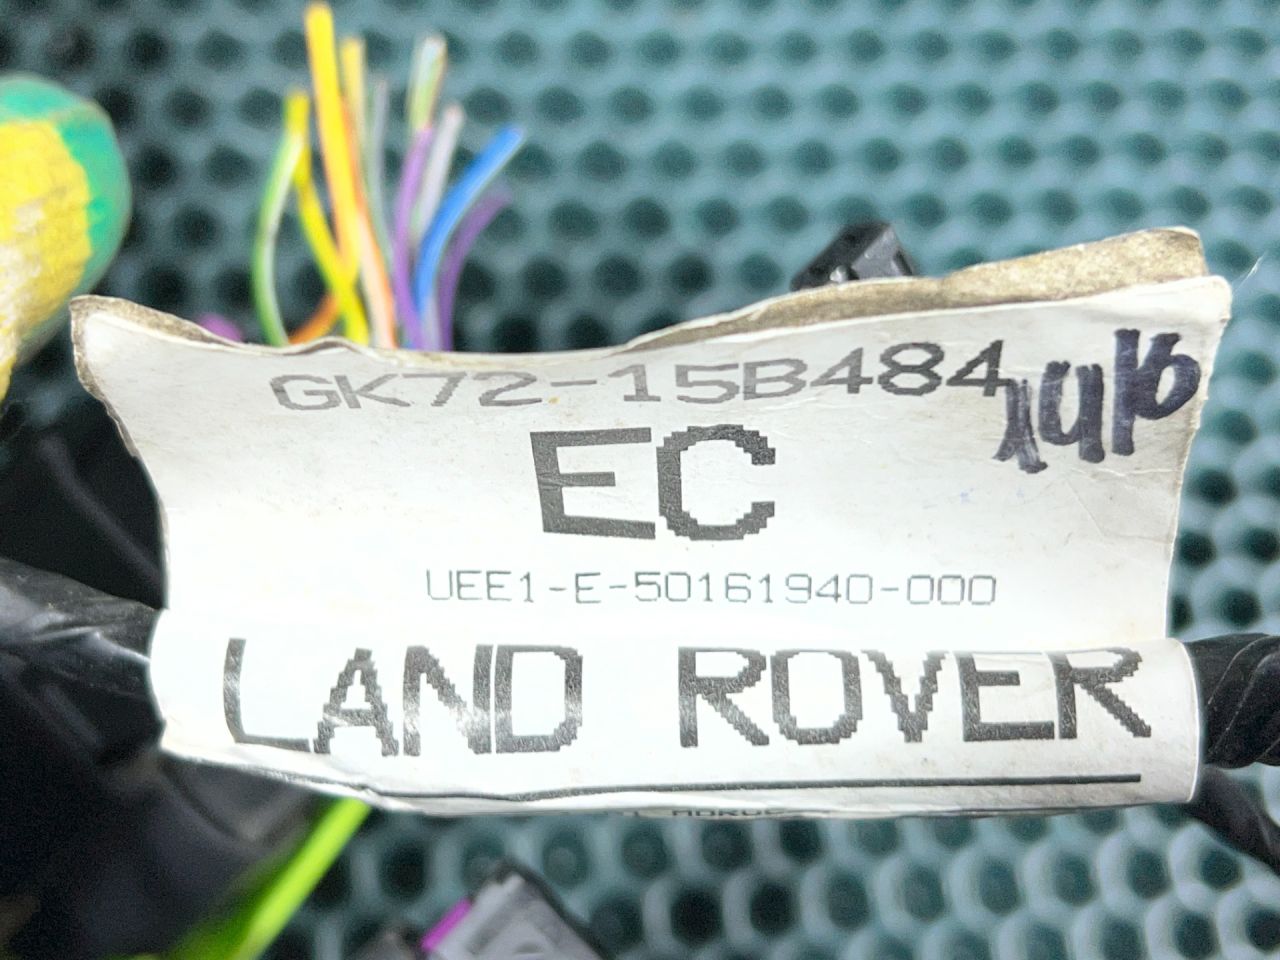 GK72-15B484
EC
UEE1-E-50161940-000
LAND ROVER